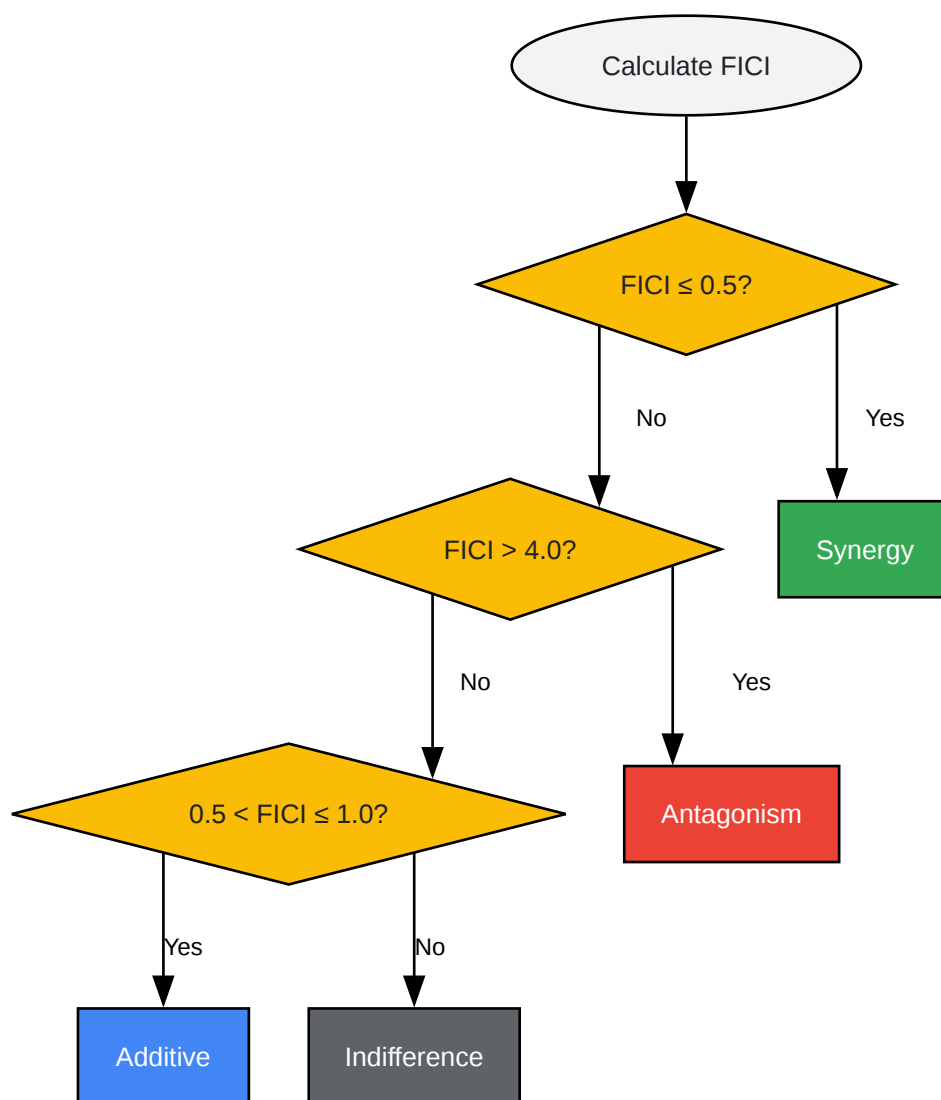 Calculate FICI
FICI ≤ 0.5?
No
Yes
FICI > 4.0?
Synergy
No
Yes
0.5 < FICI ≤ 1.0?
Antagonism
Yes
No
Additive
Indifference